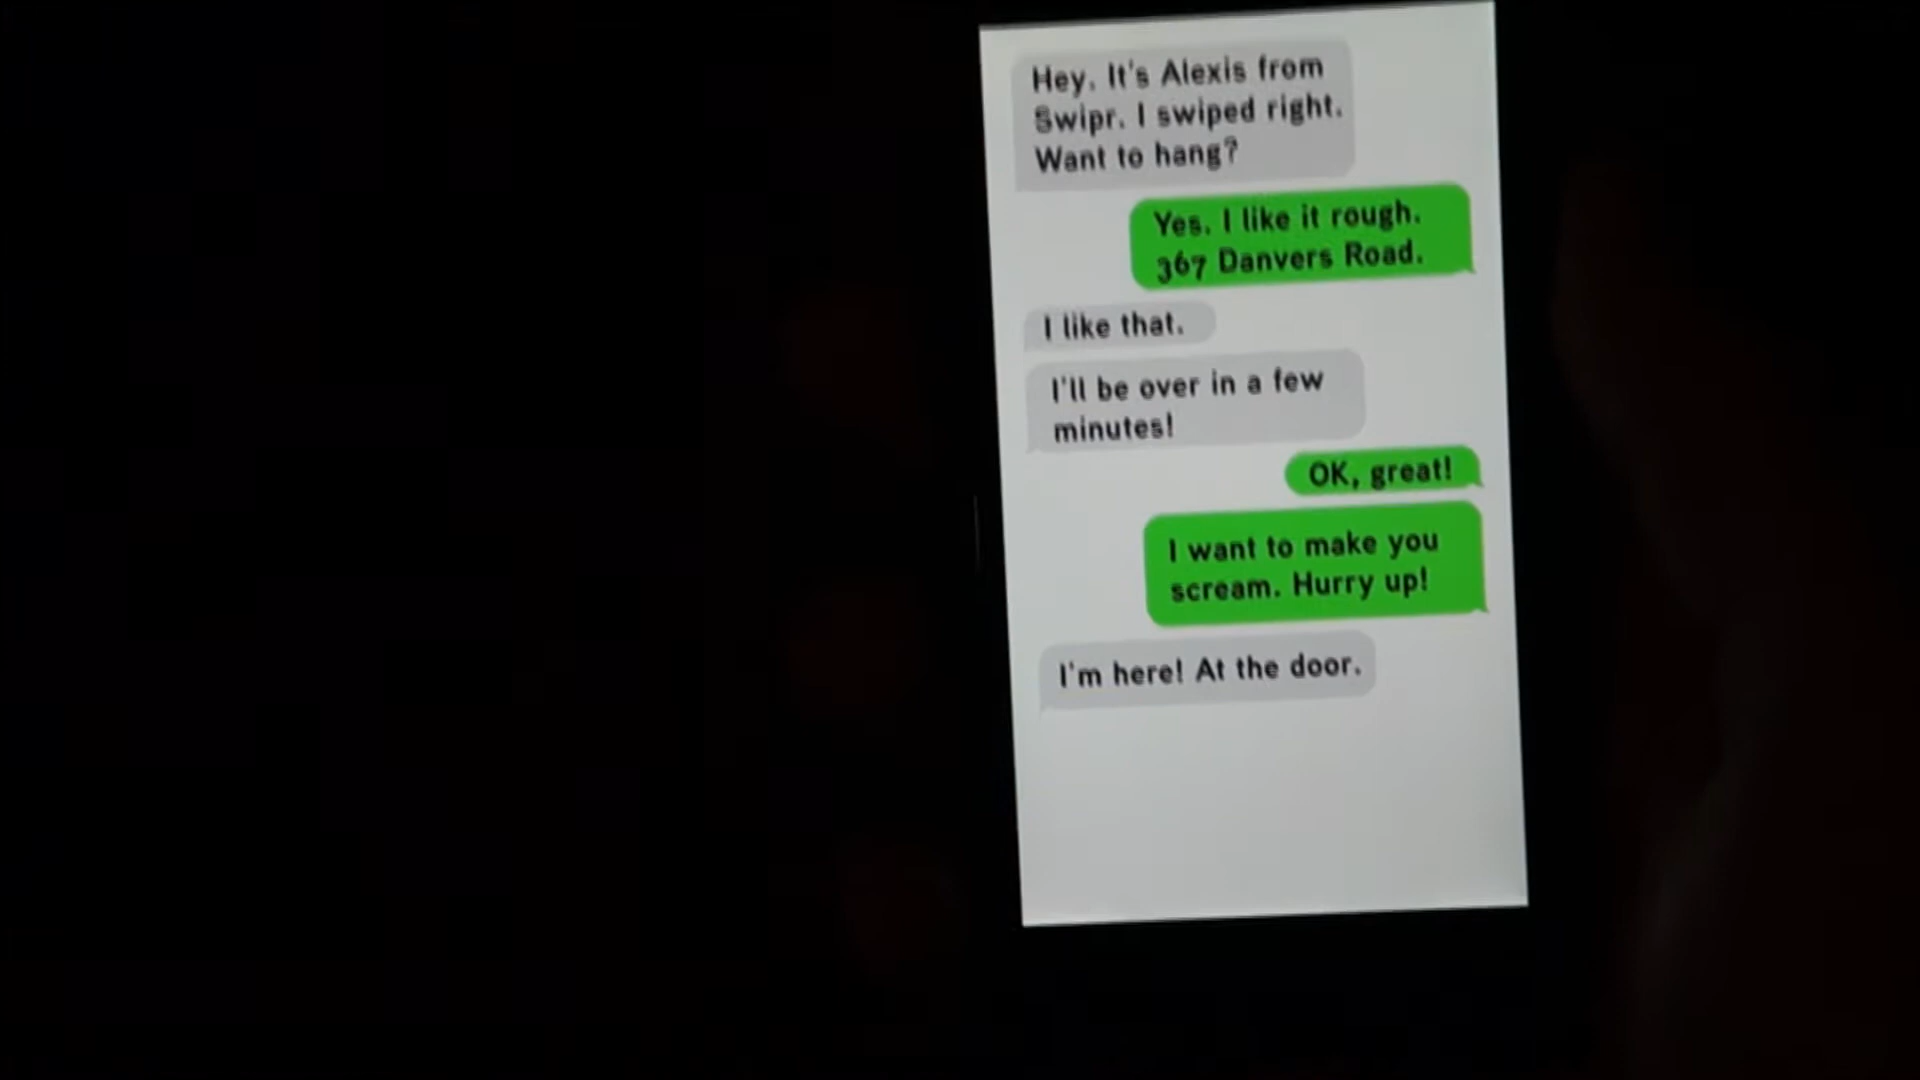 Hey. It's Alexis from
Swipr. I swiped right.
Want to hang?
Yes. I like it rough.
367 Danvers Road.
I like that.
I'll be over in a few
minutes!
OK, great!
I want to make you
scream. Hurry up!
I'm here! At the door.